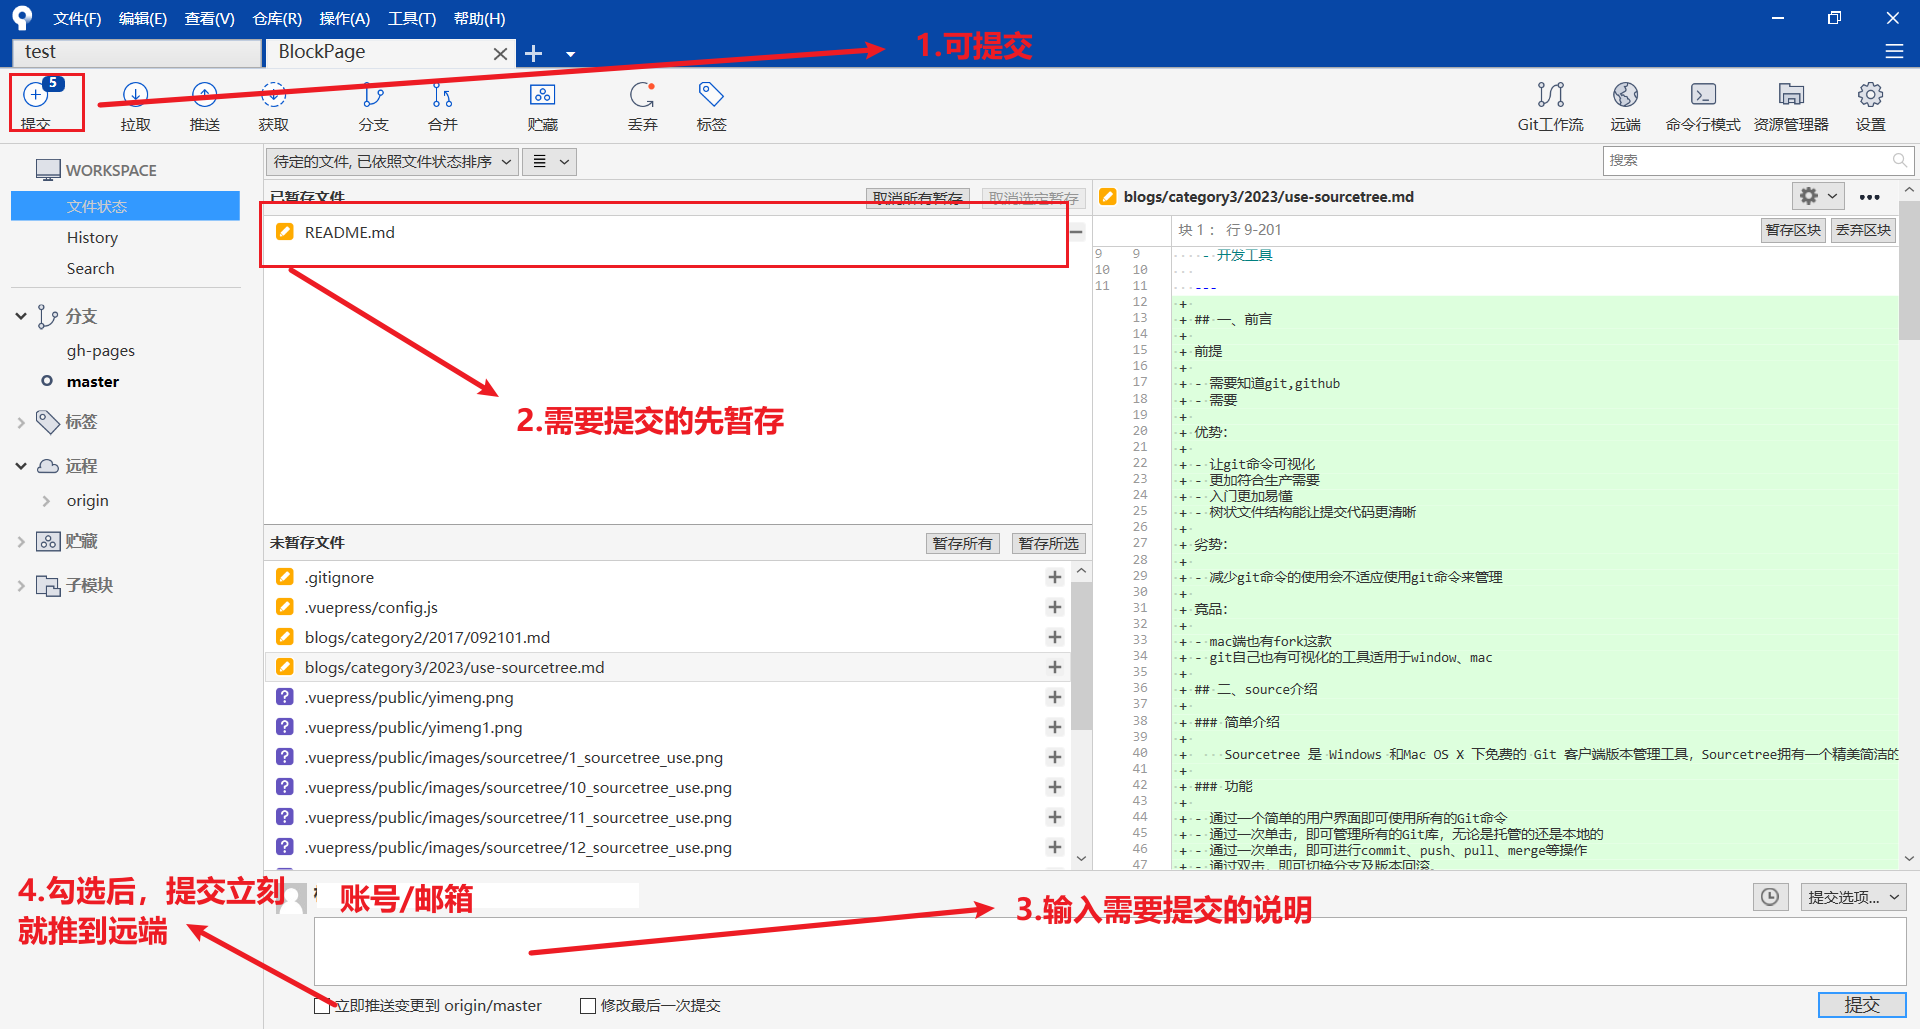 文件(F) 编辑(E) 查看(V) 仓库(R) 操作(A) 工具(T) 帮助(H)
test
BlockPage
1.可提交
5
提交 拉取 推送 获取 分支 合并 贮藏 丢弃 标签
Git工作流 远端 命令行模式 资源管理器 设置
WORKSPACE
文件状态
History
Search
分支
gh-pages
master
标签
远程
origin
贮藏
子模块
待定的文件, 已依照文件状态排序
搜索
已暂存文件 取消所有暂存 取消选定暂存
README.md
2.需要提交的先暂存
未暂存文件 暂存所有 暂存所选
.gitignore
.vuepress/config.js
blogs/category2/2017/092101.md
blogs/category3/2023/use-sourcetree.md
.vuepress/public/yimeng.png
.vuepress/public/yimeng1.png
.vuepress/public/images/sourcetree/1_sourcetree_use.png
.vuepress/public/images/sourcetree/10_sourcetree_use.png
.vuepress/public/images/sourcetree/11_sourcetree_use.png
.vuepress/public/images/sourcetree/12_sourcetree_use.png
blogs/category3/2023/use-sourcetree.md
块 1： 行 9-201 暂存区块 丢弃区块
9 9 - 开发工具
10 10
11 11 ---
12 +
13 + ## 一、前言
14 +
15 + 前提
16 +
17 + - 需要知道git,github
18 + - 需要
19 +
20 + 优势：
21 +
22 + - 让git命令可视化
23 + - 更加符合生产需要
24 + - 入门更加易懂
25 + - 树状文件结构能让提交代码更清晰
26 +
27 + 劣势：
28 +
29 + - 减少git命令的使用会不适应使用git命令来管理
30 +
31 + 竞品：
32 +
33 + - mac端也有fork这款
34 + - git自己也有可视化的工具适用于window、mac
35 +
36 + ## 二、source介绍
37 +
38 + ### 简单介绍
39 +
40 + Sourcetree 是 Windows 和Mac OS X 下免费的 Git 客户端版本管理工具，Sourcetree拥有一个精美简洁的
41 +
42 + ### 功能
43 +
44 + - 通过一个简单的用户界面即可使用所有的Git命令
45 + - 通过一次单击，即可管理所有的Git库，无论是托管的还是本地的
46 + - 通过一次单击，即可进行commit、push、pull、merge等操作
47 + - 通过双击，即可切换分支及版本回滚。
4.勾选后，提交立刻
就推到远端
账号/邮箱
3.输入需要提交的说明
提交选项...
立即推送变更到 origin/master
修改最后一次提交
提交